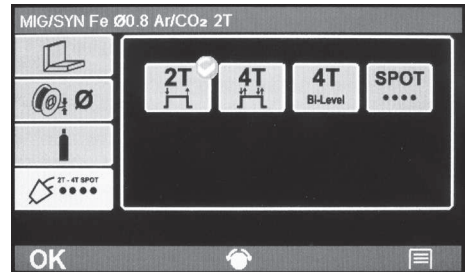 MIG/SYN Fe Ø0.8 Ar/CO₂ 2T
2T
4T
4T
Bi-Level
SPOT
Ø
2T - 4T SPOT
OK